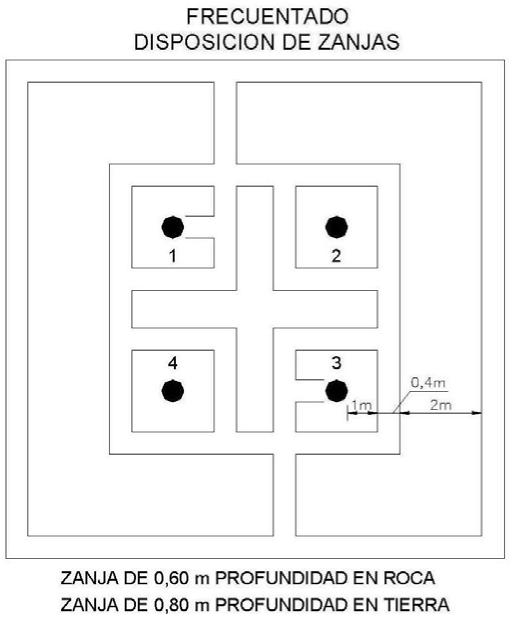 FRECUENTADO
DISPOSICION DE ZANJAS
1
2
4
3
0,4m
1m
2m
ZANJA DE 0,60 m PROFUNDIDAD EN ROCA
ZANJA DE 0,80 m PROFUNDIDAD EN TIERRA